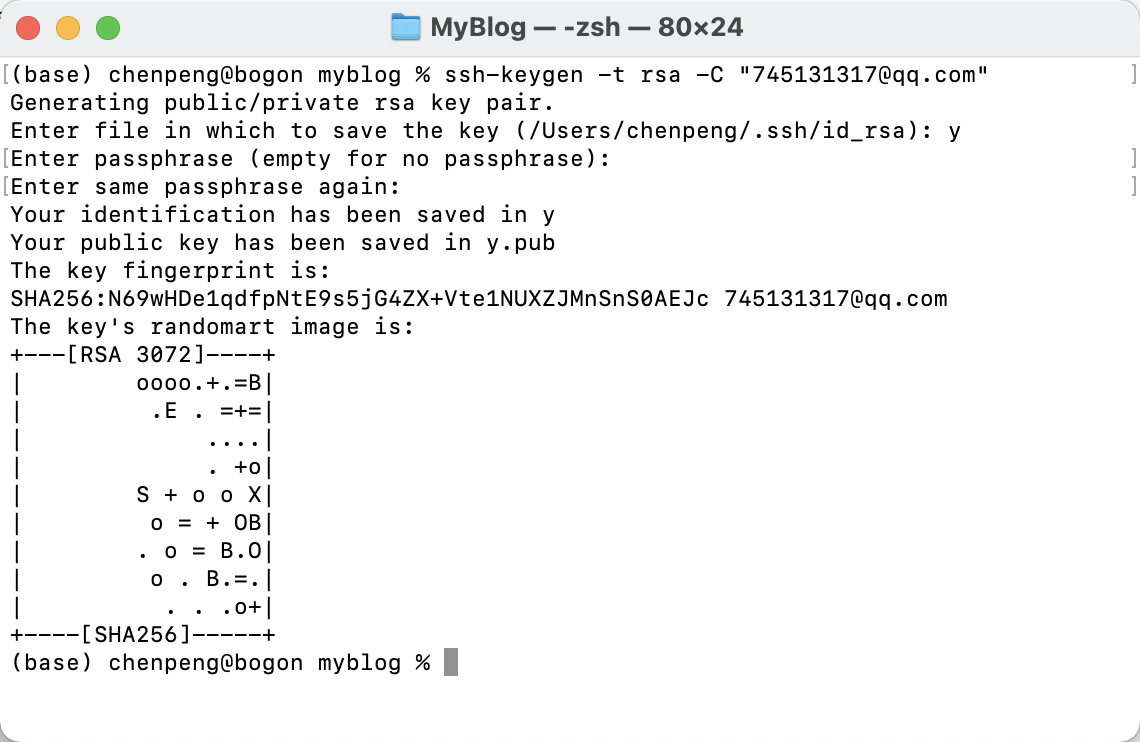 MyBlog — -zsh — 80×24
(base) chenpeng@bogon myblog % ssh-keygen -t rsa -C "745131317@qq.com"
Generating public/private rsa key pair.
Enter file in which to save the key (/Users/chenpeng/.ssh/id_rsa): y
Enter passphrase (empty for no passphrase):
Enter same passphrase again:
Your identification has been saved in y
Your public key has been saved in y.pub
The key fingerprint is:
SHA256:N69wHDe1qdfpNtE9s5jG4ZX+Vte1NUXZJMnSnS0AEJc 745131317@qq.com
The key's randomart image is:
+---[RSA 3072]----+
|        oooo.+.=B|
|         .E . =+=|
|             ....|
|             . +o|
|        S + o o X|
|         o = + OB|
|        . o = B.O|
|         o . B.=.|
|          . . .o+|
+----[SHA256]-----+
(base) chenpeng@bogon myblog %